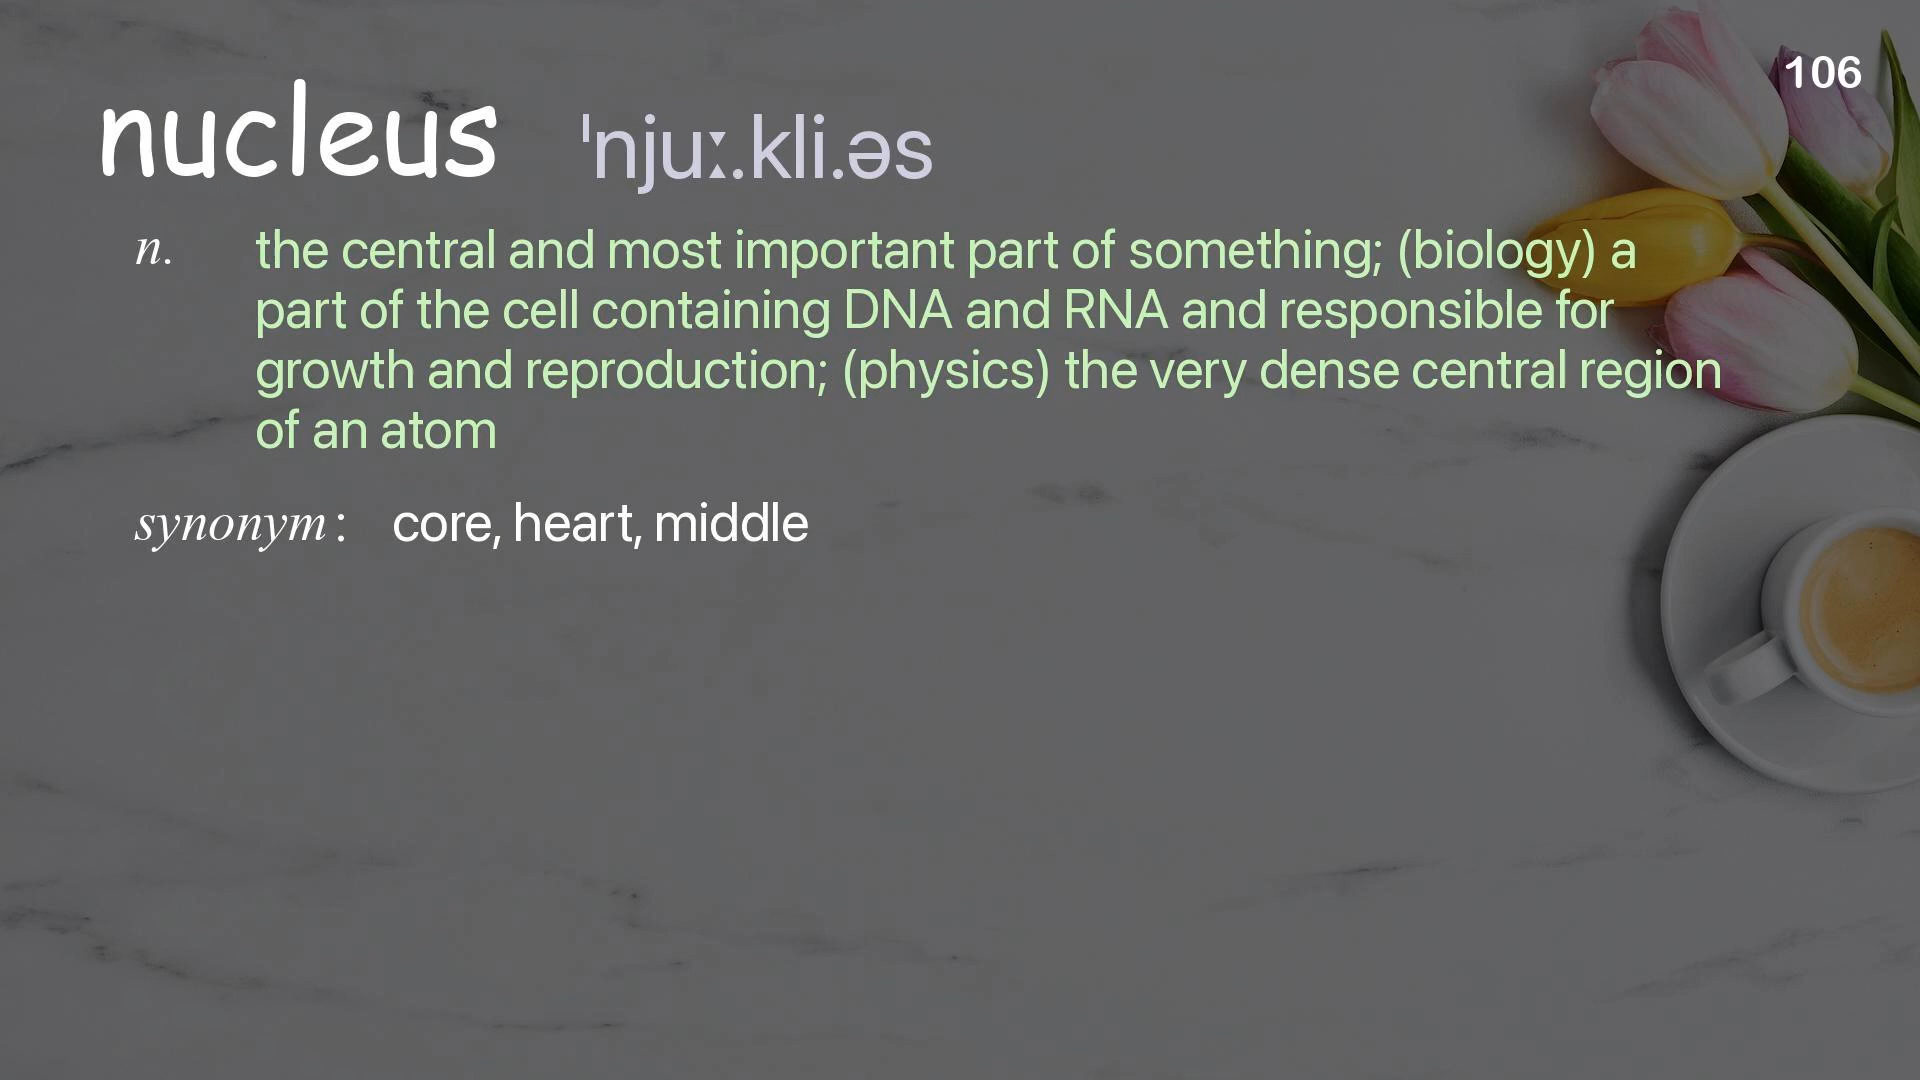 106
nucleus ˈnjuː.kli.əs
n. the central and most important part of something; (biology) a
part of the cell containing DNA and RNA and responsible for
growth and reproduction; (physics) the very dense central region
of an atom
synonym: core, heart, middle